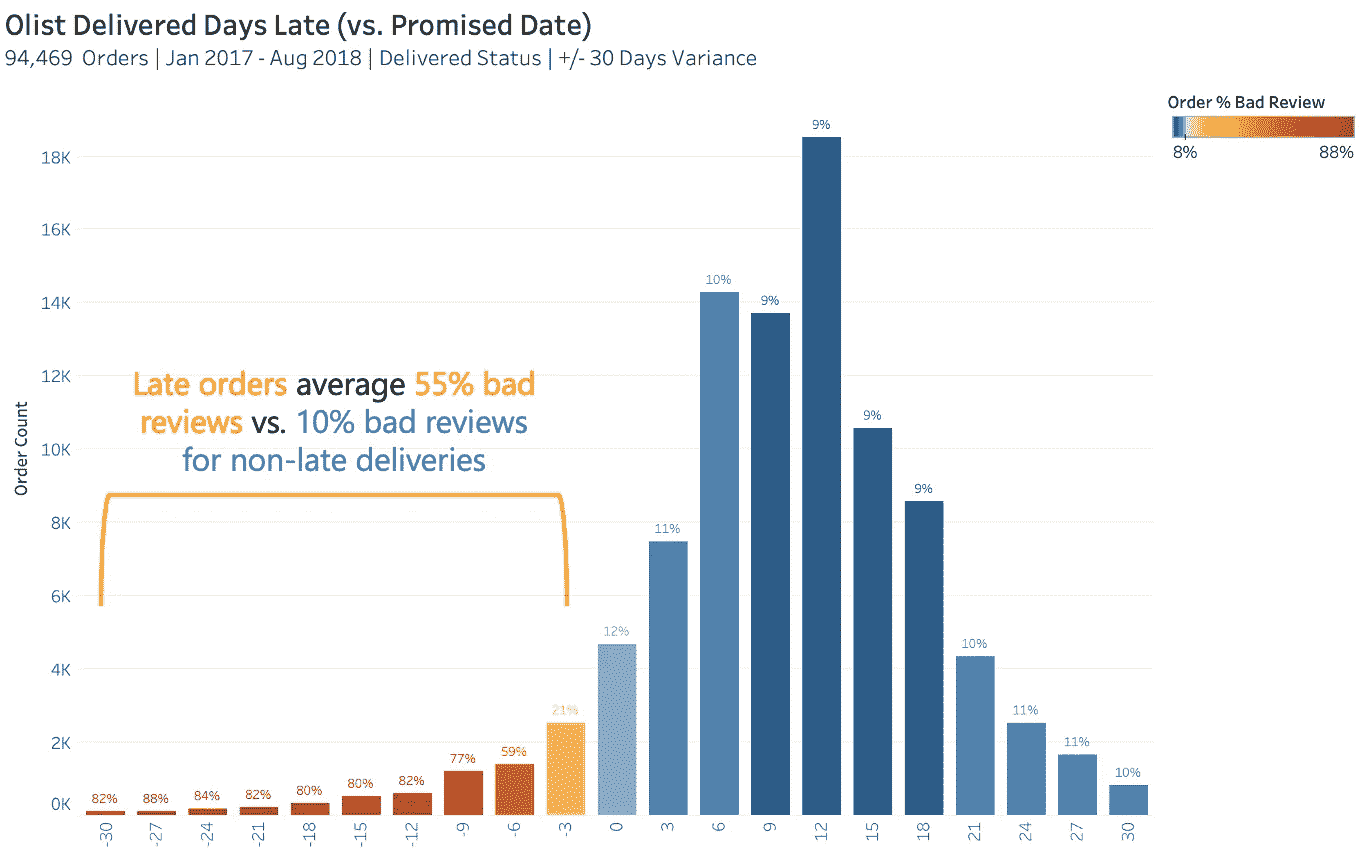 Olist Delivered Days Late (vs. Promised Date)
94,469 Orders | Jan 2017 - Aug 2018 | Delivered Status | +/- 30 Days Variance
Order % Bad Review
8% 88%
Order Count
18K
16K
14K
12K
10K
8K
6K
4K
2K
0K
Late orders average 55% bad
reviews vs. 10% bad reviews
for non-late deliveries
82% 88% 84% 82% 80% 80% 82% 77% 59% 21% 12% 11% 10% 9% 9% 9% 9% 10% 11% 11% 10%
-30 -27 -24 -21 -18 -15 -12 -9 -6 -3 0 3 6 9 12 15 18 21 24 27 30